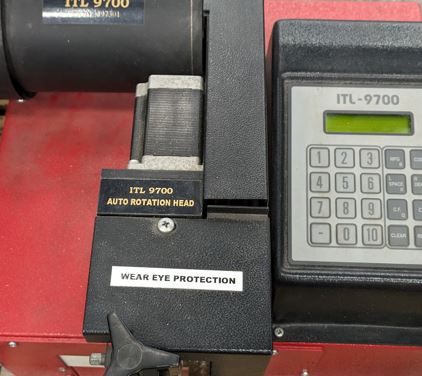 ITL 9700
ITL-9700
1 2 3
4 5 6
SPACE
7 8 9
C.F.
- 0 10 CLEAR
ITL 9700
AUTO ROTATION HEAD
WEAR EYE PROTECTION